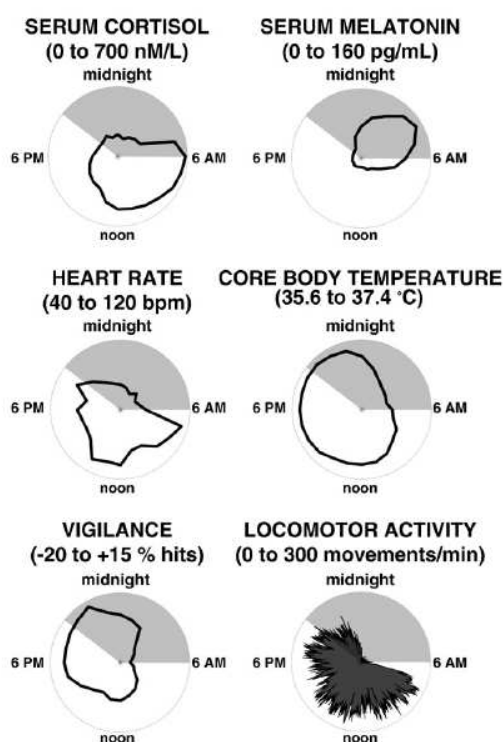 SERUM CORTISOL
(0 to 700 nM/L)
midnight
6 PM
6 AM
noon
SERUM MELATONIN
(0 to 160 pg/mL)
midnight
6 PM
6 AM
noon
HEART RATE
(40 to 120 bpm)
midnight
6 PM
6 AM
noon
CORE BODY TEMPERATURE
(35.6 to 37.4 °C)
midnight
6 PM
6 AM
noon
VIGILANCE
(-20 to +15 % hits)
midnight
6 PM
6 AM
noon
LOCOMOTOR ACTIVITY
(0 to 300 movements/min)
midnight
6 PM
6 AM
noon